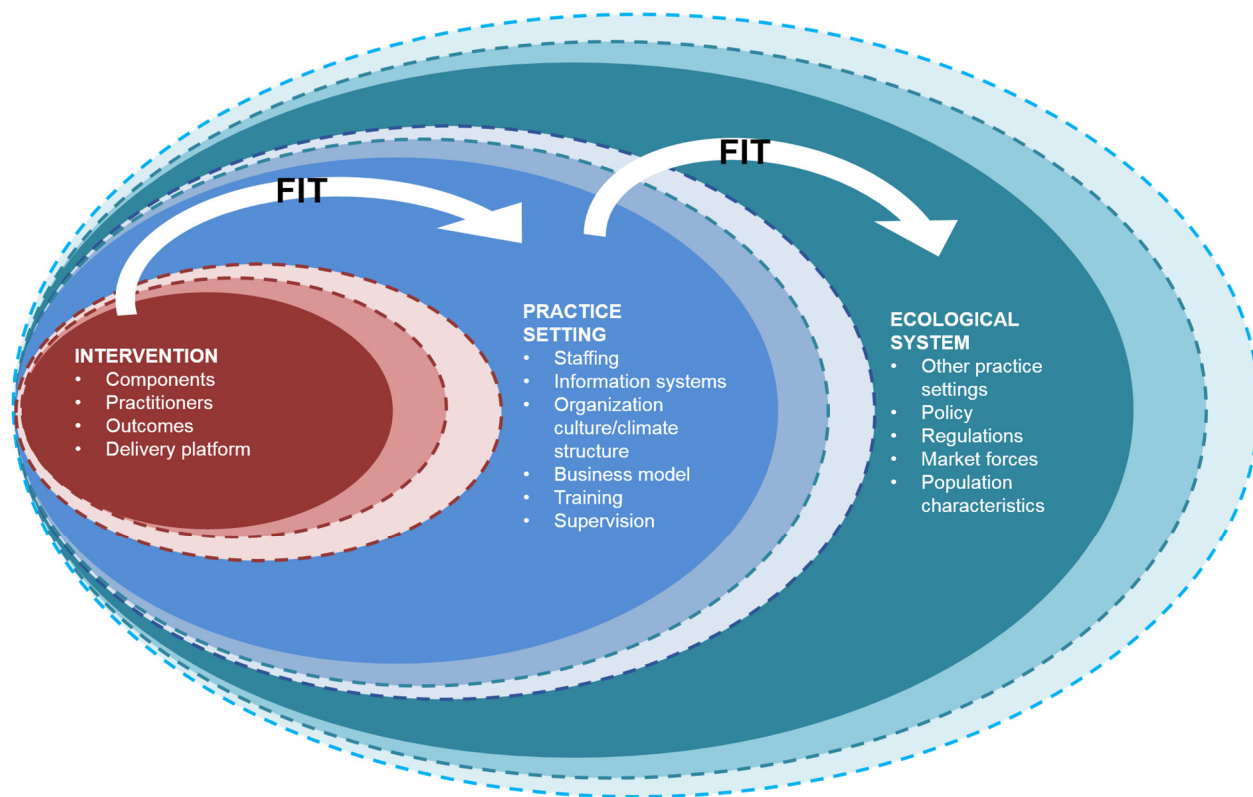 FIT
FIT
INTERVENTION
• Components
• Practitioners
• Outcomes
• Delivery platform
PRACTICE
SETTING
• Staffing
• Information systems
• Organization
culture/climate
structure
• Business model
• Training
• Supervision
ECOLOGICAL
SYSTEM
• Other practice
settings
• Policy
• Regulations
• Market forces
• Population
characteristics